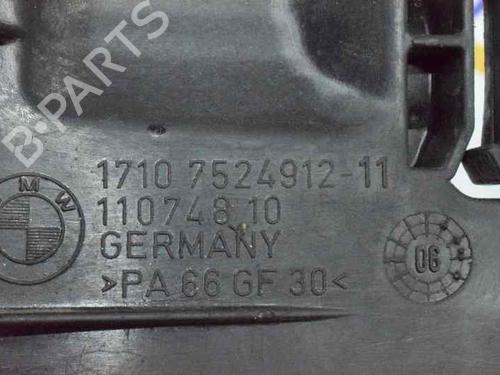 B-PARTS
BMW
1710 7524912-11
110748 10
GERMANY
>PA 66 GF 30<
06